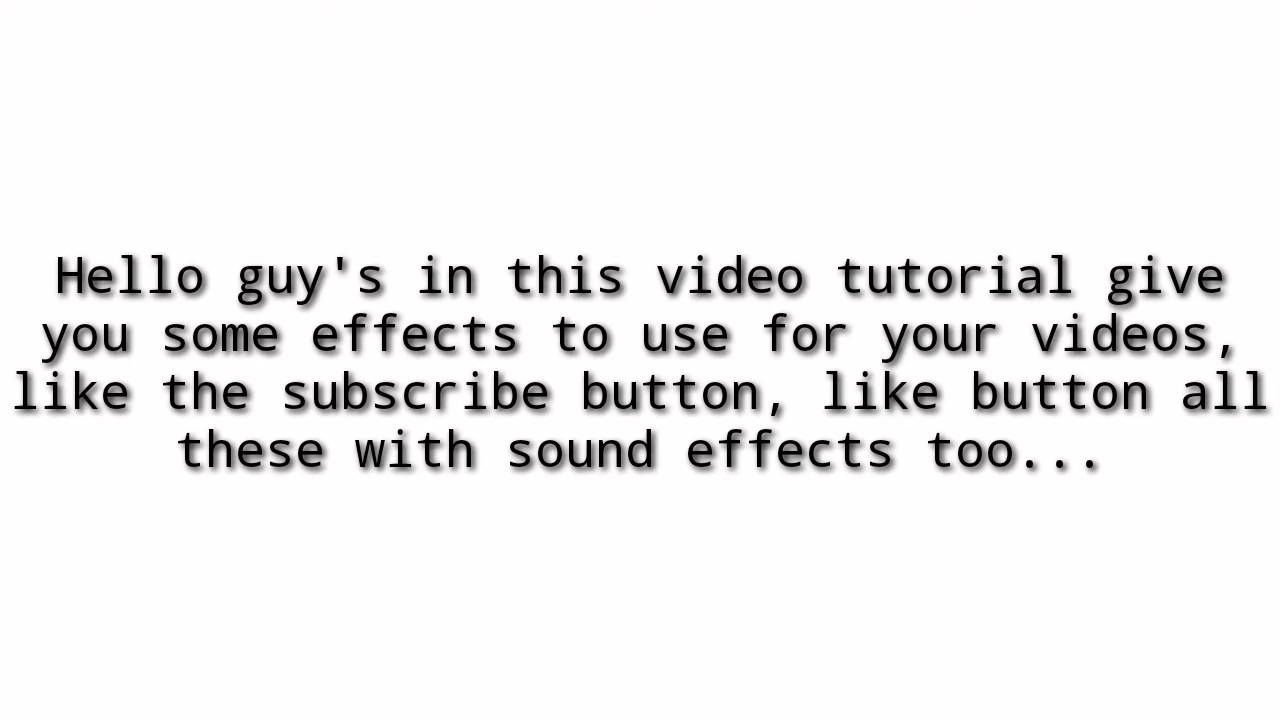 Hello guy's in this video tutorial give
you some effects to use for your videos,
like the subscribe button, like button all
these with sound effects too...